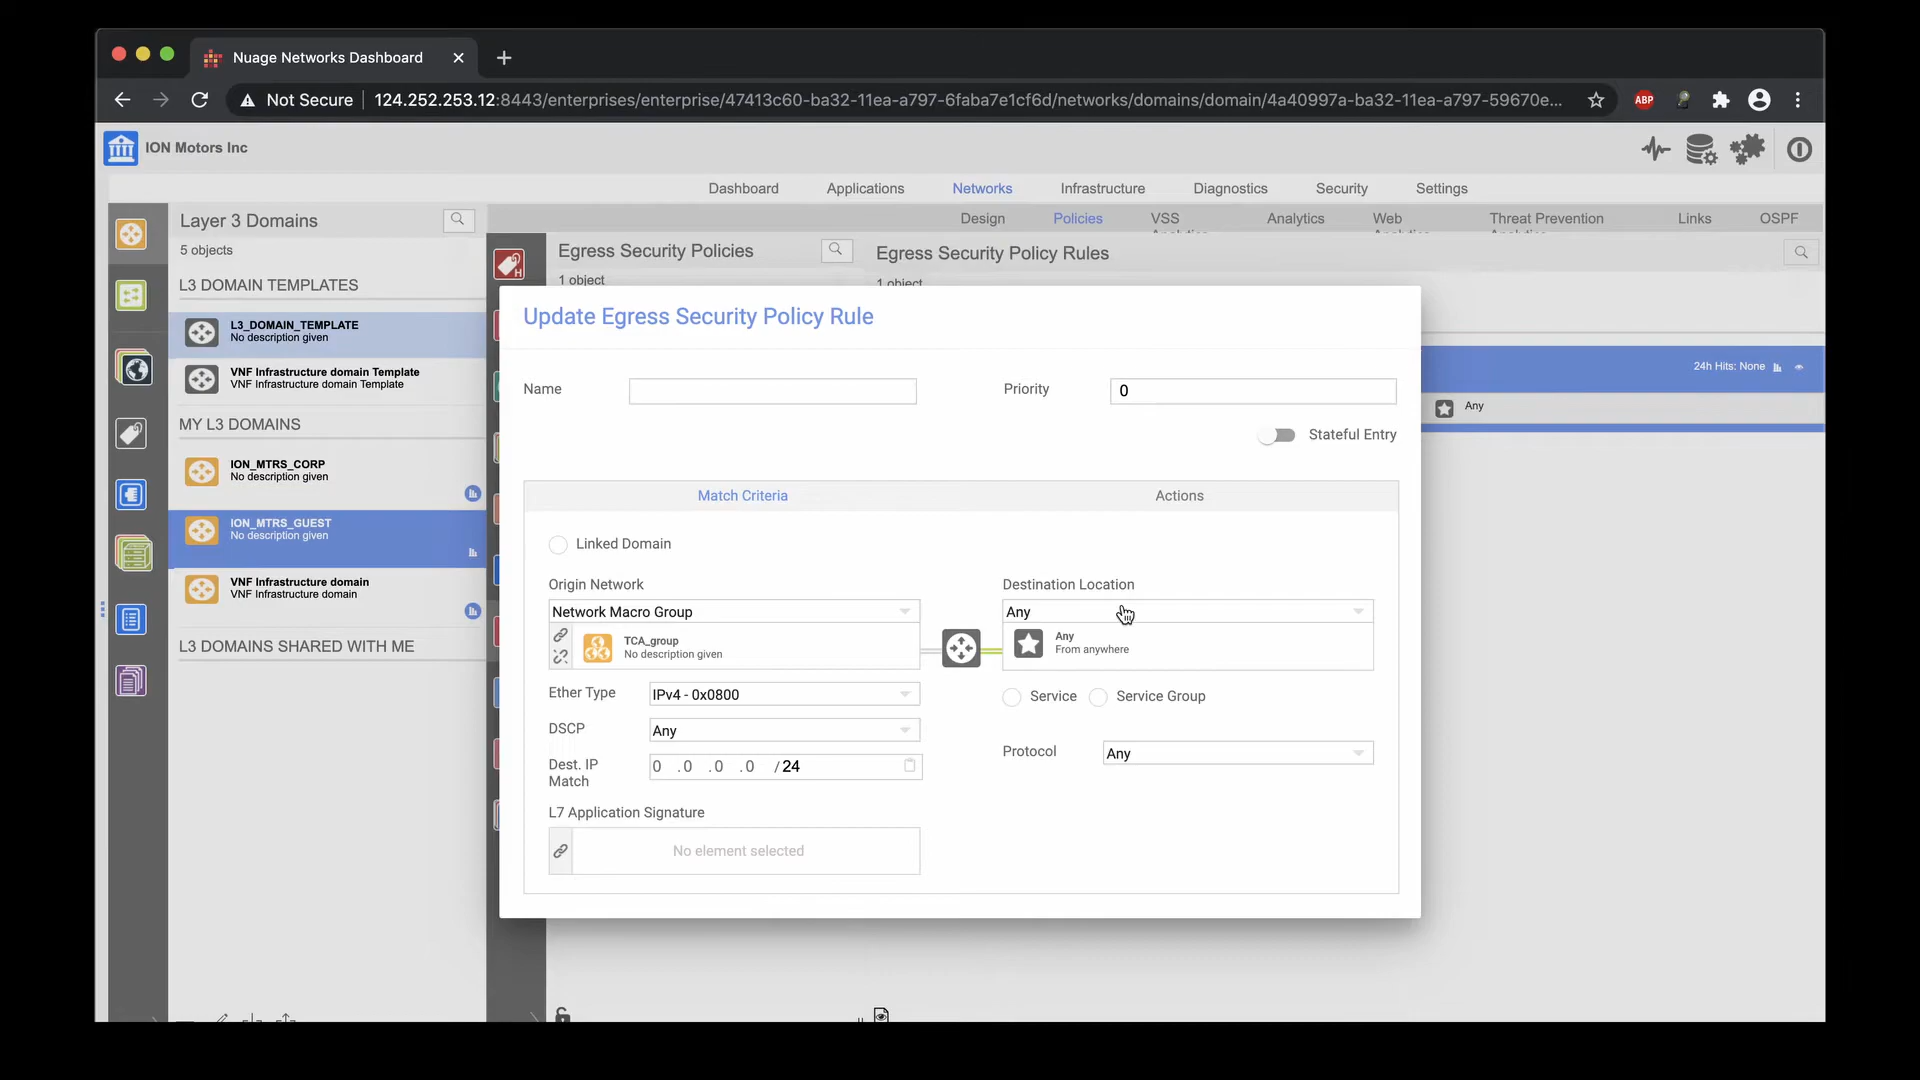 Nuage Networks Dashboard
Not Secure
124.252.253.12:8443/enterprises/enterprise/47413c60-ba32-11ea-a797-6faba7e1cf6d/networks/domains/domain/4a40997a-ba32-11ea-a797-59670e...
ABP
ION Motors Inc
Dashboard
Applications
Networks
Infrastructure
Diagnostics
Security
Settings
Design
Policies
VSS
Analytics
Web
Threat Prevention
Links
OSPF
Layer 3 Domains
5 objects
L3 DOMAIN TEMPLATES
L3_DOMAIN_TEMPLATE
No description given
VNF Infrastructure domain Template
VNF Infrastructure domain Template
MY L3 DOMAINS
ION_MTRS_CORP
No description given
ION_MTRS_GUEST
No description given
VNF Infrastructure domain
VNF Infrastructure domain
L3 DOMAINS SHARED WITH ME
H
Egress Security Policies
1 object
Egress Security Policy Rules
1 object
24h Hits: None
Any
Update Egress Security Policy Rule
Name
Priority
0
Stateful Entry
Match Criteria
Actions
Linked Domain
Origin Network
Network Macro Group
TCA_group
No description given
Destination Location
Any
Any
From anywhere
Ether Type
IPv4 - 0x0800
Service
Service Group
DSCP
Any
Protocol
Any
Dest. IP
Match
0 .0 .0 .0 /24
L7 Application Signature
No element selected